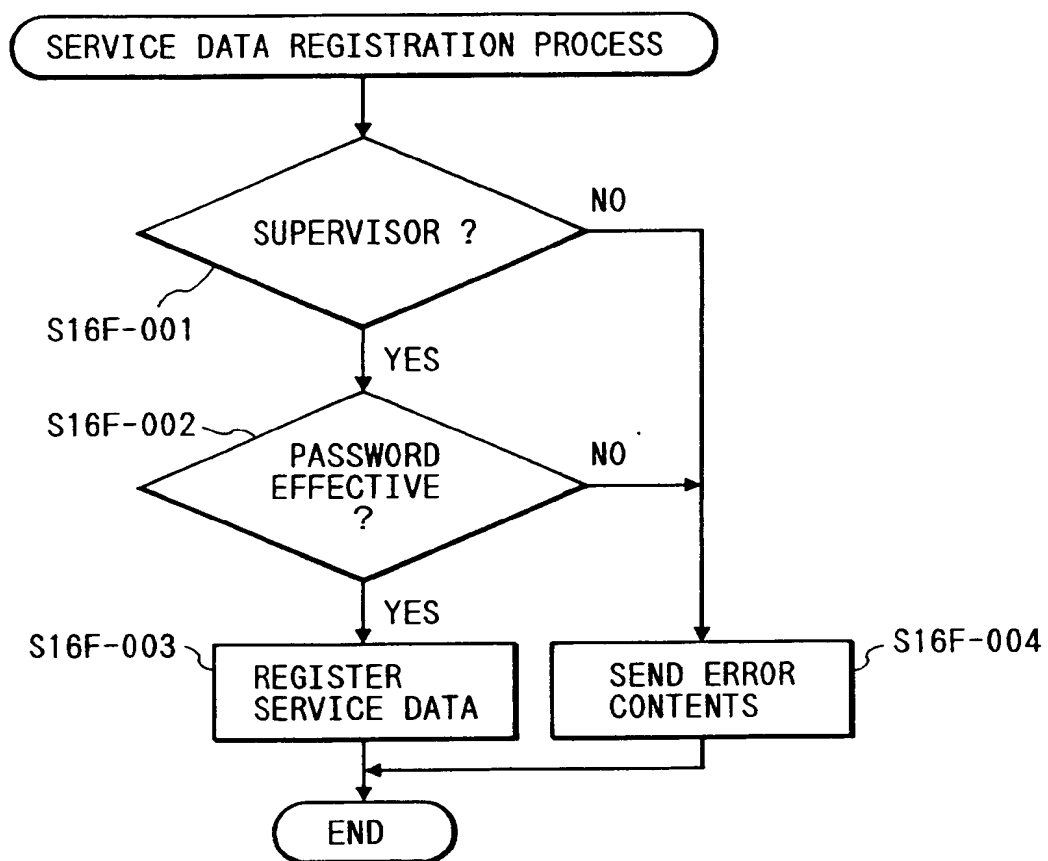 SERVICE DATA REGISTRATION PROCESS
SUPERVISOR ?
NO
S16F-001
YES
S16F-002
PASSWORD
EFFECTIVE
?
NO
YES
S16F-003
REGISTER
SERVICE DATA
SEND ERROR
CONTENTS
S16F-004
END